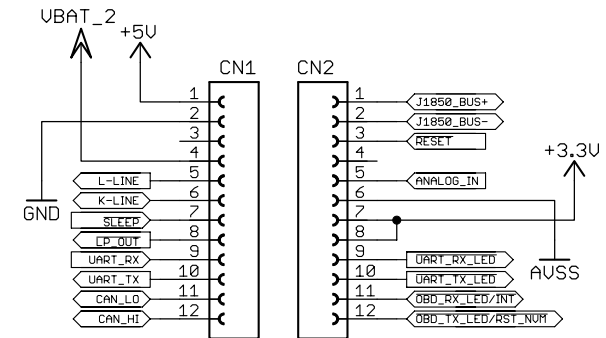 VBAT_2
+5V
CN1
1
2
3
4
5
6
7
8
9
10
11
12
GND
L-LINE
K-LINE
SLEEP
LP_OUT
UART_RX
UART_TX
CAN_LO
CAN_HI
CN2
1
2
3
4
5
6
7
8
9
10
11
12
J1850_BUS+
J1850_BUS-
RESET
ANALOG_IN
UART_RX_LED
UART_TX_LED
OBD_RX_LED/INT
OBD_TX_LED/RST_NVM
+3.3V
AVSS